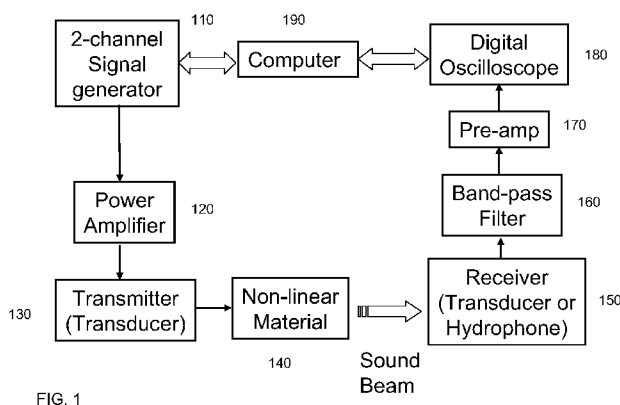 110
190
2-channel
Signal
generator
Computer
Digital
Oscilloscope
180
Pre-amp
170
Power
Amplifier
120
Band-pass
Filter
160
130
Transmitter
(Transducer)
Non-linear
Material
140
Sound
Beam
Receiver
(Transducer or
Hydrophone)
150
FIG. 1